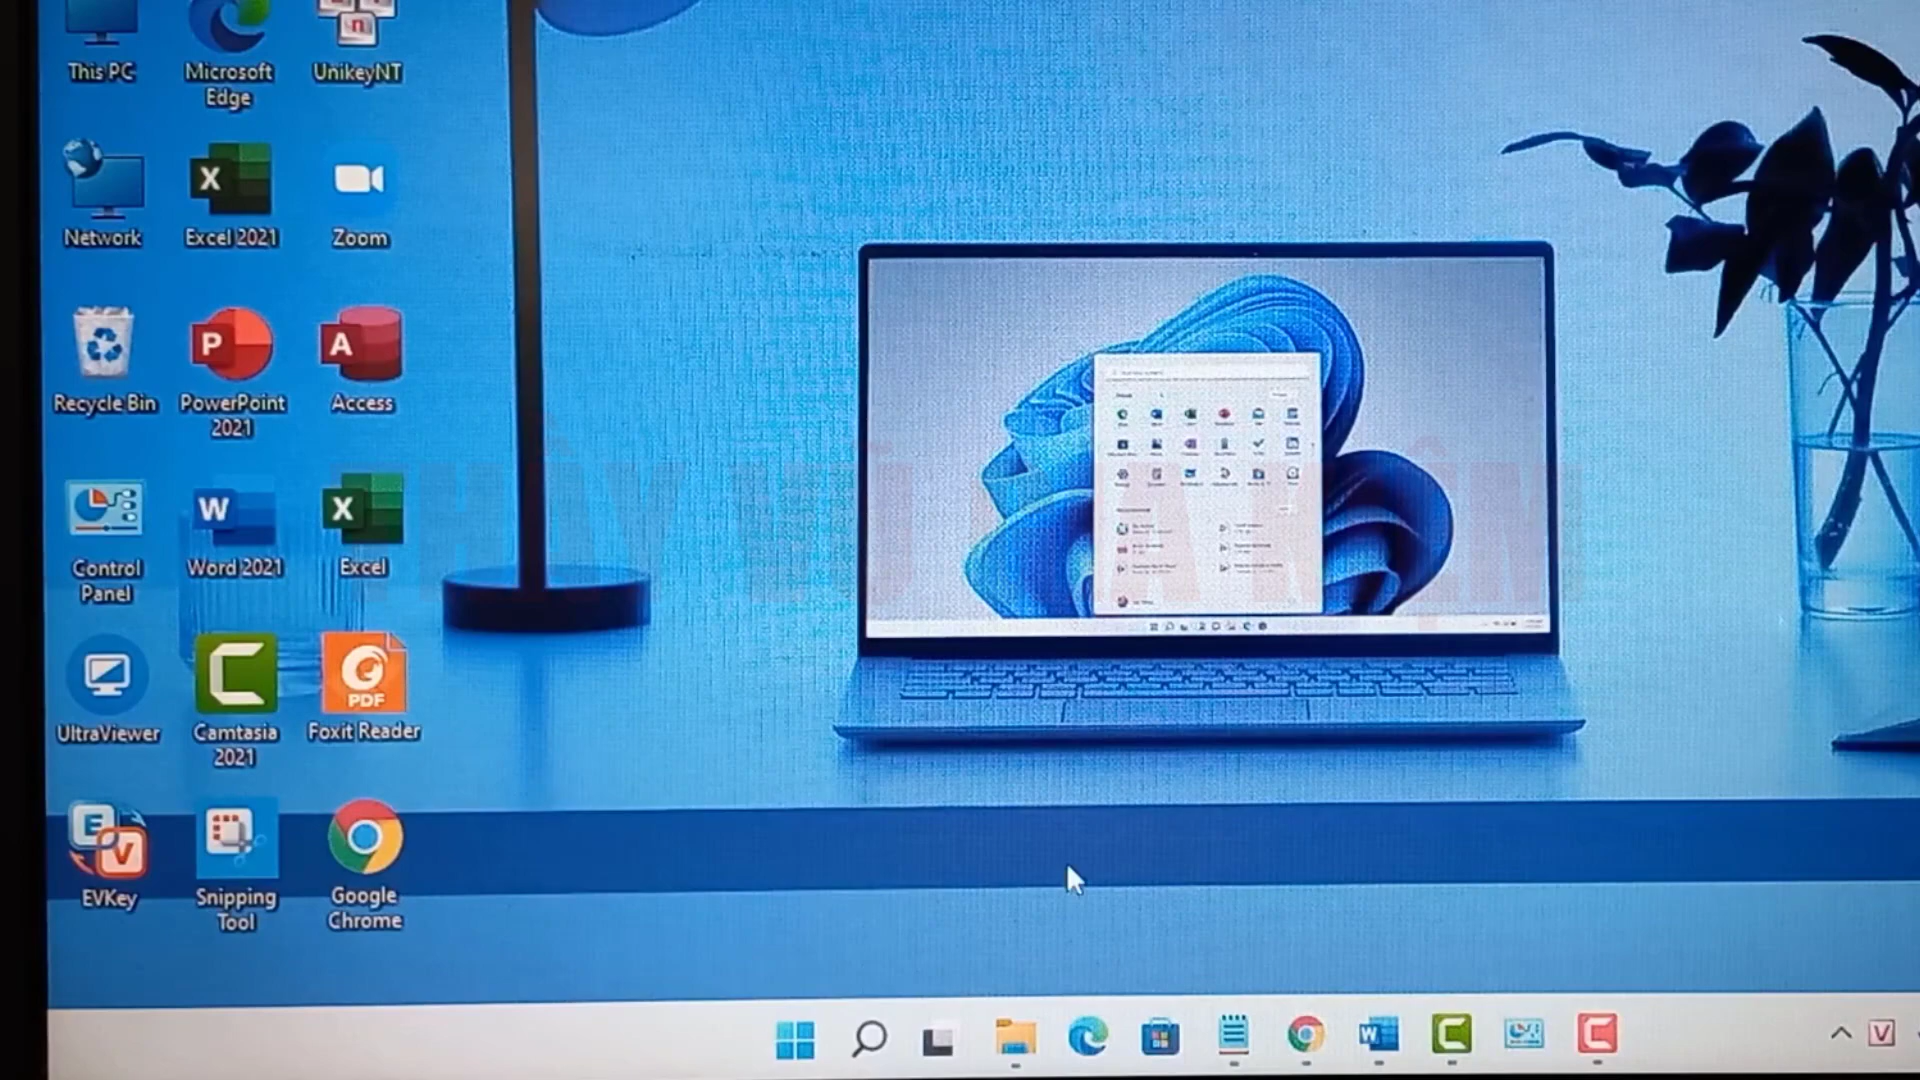 This PC
Microsoft
Edge
UnikeyNT
Network
Excel 2021
Zoom
Recycle Bin
PowerPoint
2021
Access
Control
Panel
Word 2021
Excel
UltraViewer
Camtasia
2021
PDF
Foxit Reader
EVKey
Snipping
Tool
Google
Chrome